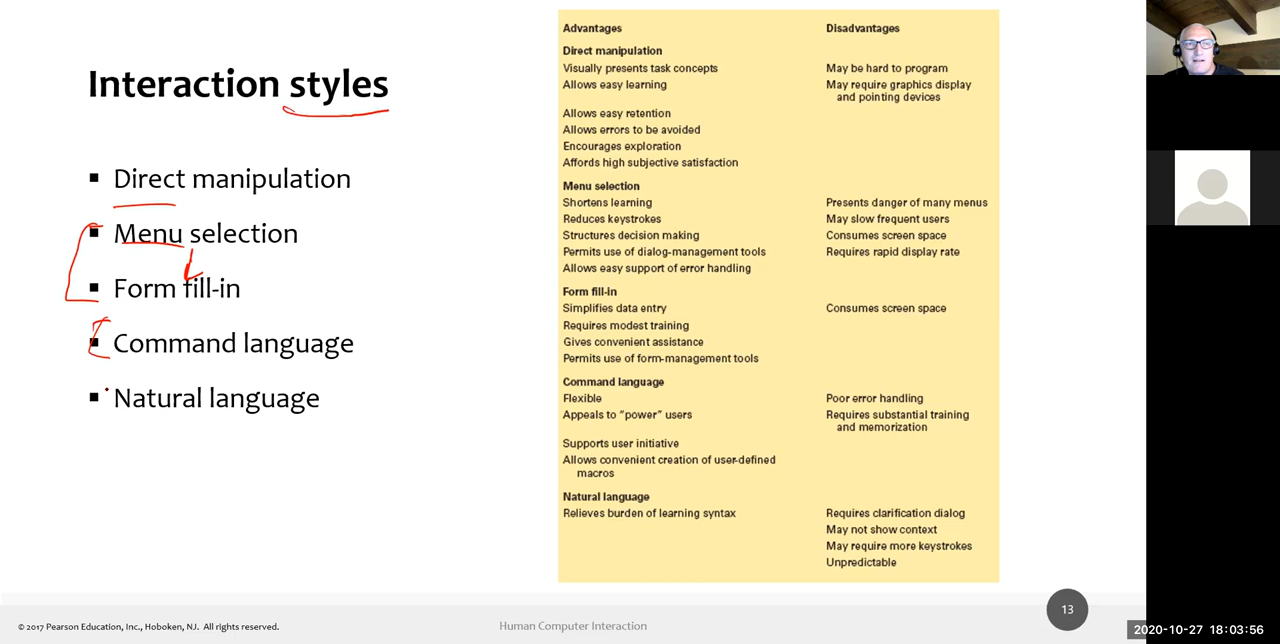 Interaction styles
▪ Direct manipulation
▪ Menu selection
▪ Form fill-in
▪ Command language
▪ Natural language
Advantages Disadvantages
Direct manipulation
Visually presents task concepts May be hard to program
Allows easy learning May require graphics display
and pointing devices
Allows easy retention
Allows errors to be avoided
Encourages exploration
Affords high subjective satisfaction
Menu selection
Shortens learning Presents danger of many menus
Reduces keystrokes May slow frequent users
Structures decision making Consumes screen space
Permits use of dialog-management tools Requires rapid display rate
Allows easy support of error handling
Form fill-in
Simplifies data entry Consumes screen space
Requires modest training
Gives convenient assistance
Permits use of form-management tools
Command language
Flexible Poor error handling
Appeals to "power" users Requires substantial training
and memorization
Supports user initiative
Allows convenient creation of user-defined
macros
Natural language
Relieves burden of learning syntax Requires clarification dialog
May not show context
May require more keystrokes
Unpredictable
© 2017 Pearson Education, Inc., Hoboken, NJ. All rights reserved.
Human Computer Interaction
13
2020-10-27 18:03:56